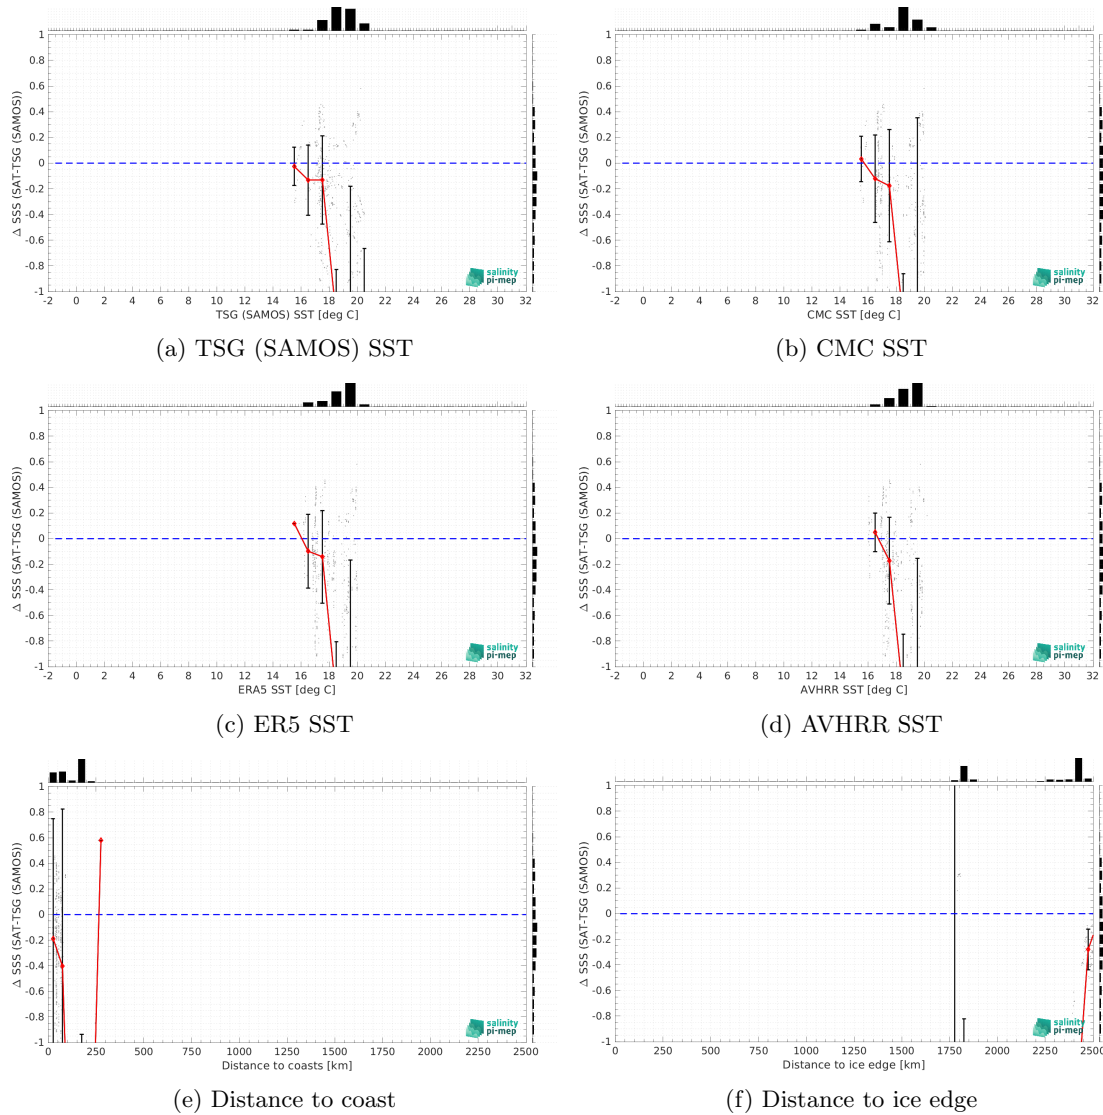 1
0.8
0.6
0.4
0.2
0
-0.2
-0.4
-0.6
-0.8
-1
Δ SSS (SAT-TSG (SAMOS))
salinity
pi-mep
-2 0 2 4 6 8 10 12 14 16 18 20 22 24 26 28 30 32
TSG (SAMOS) SST [deg C]
(a) TSG (SAMOS) SST
1
0.8
0.6
0.4
0.2
0
-0.2
-0.4
-0.6
-0.8
-1
Δ SSS (SAT-TSG (SAMOS))
salinity
pi-mep
-2 0 2 4 6 8 10 12 14 16 18 20 22 24 26 28 30 32
CMC SST [deg C]
(b) CMC SST
1
0.8
0.6
0.4
0.2
0
-0.2
-0.4
-0.6
-0.8
-1
Δ SSS (SAT-TSG (SAMOS))
salinity
pi-mep
-2 0 2 4 6 8 10 12 14 16 18 20 22 24 26 28 30 32
ERA5 SST [deg C]
(c) ER5 SST
1
0.8
0.6
0.4
0.2
0
-0.2
-0.4
-0.6
-0.8
-1
Δ SSS (SAT-TSG (SAMOS))
salinity
pi-mep
-2 0 2 4 6 8 10 12 14 16 18 20 22 24 26 28 30 32
AVHRR SST [deg C]
(d) AVHRR SST
1
0.8
0.6
0.4
0.2
0
-0.2
-0.4
-0.6
-0.8
-1
Δ SSS (SAT-TSG (SAMOS))
salinity
pi-mep
0 250 500 750 1000 1250 1500 1750 2000 2250 2500
Distance to coasts [km]
(e) Distance to coast
1
0.8
0.6
0.4
0.2
0
-0.2
-0.4
-0.6
-0.8
-1
Δ SSS (SAT-TSG (SAMOS))
salinity
pi-mep
0 250 500 750 1000 1250 1500 1750 2000 2250 2500
Distance to ice edge [km]
(f) Distance to ice edge